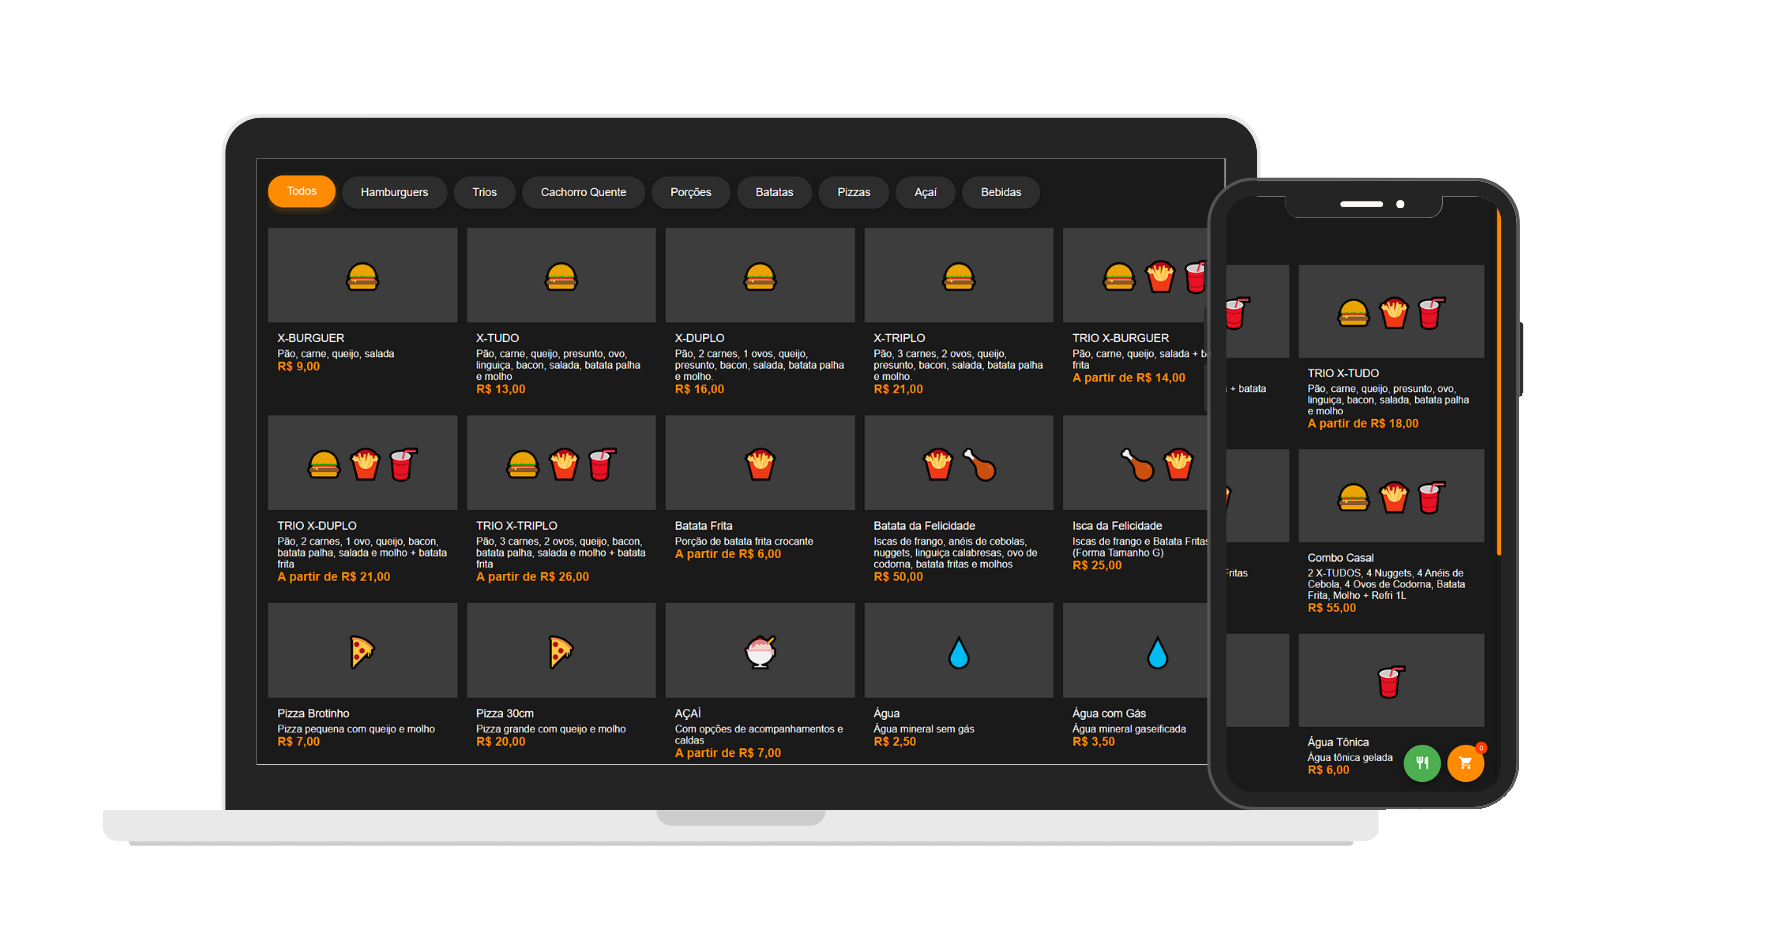 Todos
Hamburguers
Trios
Cachorro Quente
Porções
Batatas
Pizzas
Açaí
Bebidas
X-BURGUER
Pão, carne, queijo, salada
R$ 9,00
X-TUDO
Pão, carne, queijo, presunto, ovo,
linguiça, bacon, salada, batata palha
e molho
R$ 13,00
X-DUPLO
Pão, 2 carnes, 1 ovos, queijo,
presunto, bacon, salada, batata palha
e molho.
R$ 16,00
X-TRIPLO
Pão, 3 carnes, 2 ovos, queijo,
presunto, bacon, salada, batata palha
e molho.
R$ 21,00
TRIO X-BURGUER
Pão, carne, queijo, salada + b
frita
A partir de R$ 14,00
TRIO X-DUPLO
Pão, 2 carnes, 1 ovo, queijo, bacon,
batata palha, salada e molho + batata
frita
A partir de R$ 21,00
TRIO X-TRIPLO
Pão, 3 carnes, 2 ovos, queijo, bacon,
batata palha, salada e molho + batata
frita
A partir de R$ 26,00
Batata Frita
Porção de batata frita crocante
A partir de R$ 6,00
Batata da Felicidade
Iscas de frango, anéis de cebolas,
nuggets, linguiça calabresas, ovo de
codorna, batata fritas e molhos
R$ 50,00
Isca da Felicidade
Iscas de frango e Batata Fritas
(Forma Tamanho G)
R$ 25,00
Pizza Brotinho
Pizza pequena com queijo e molho
R$ 7,00
Pizza 30cm
Pizza grande com queijo e molho
R$ 20,00
AÇAÍ
Com opções de acompanhamentos e
caldas
A partir de R$ 7,00
Água
Água mineral sem gás
R$ 2,50
Água com Gás
Água mineral gaseificada
R$ 3,50
+ batata
TRIO X-TUDO
Pão, carne, queijo, presunto, ovo,
linguiça, bacon, salada, batata palha
e molho
A partir de R$ 18,00
Fritas
Combo Casal
2 X-TUDOS, 4 Nuggets, 4 Anéis de
Cebola, 4 Ovos de Codorna, Batata
Frita, Molho + Refri 1L
R$ 55,00
Água Tônica
Água tônica gelada
R$ 6,00
0